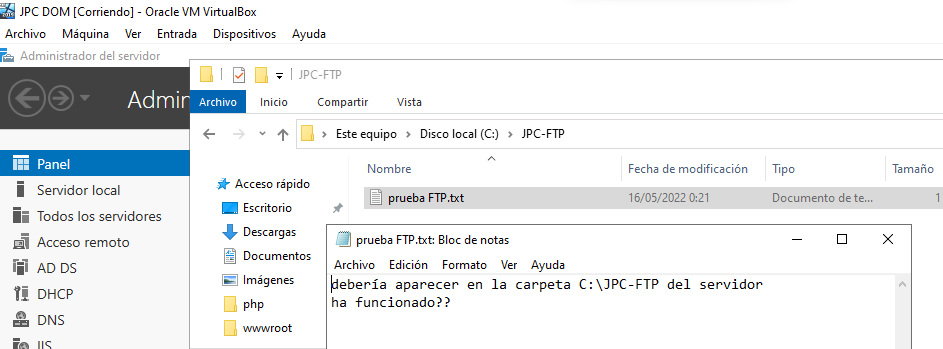 JPC DOM [Corriendo] - Oracle VM VirtualBox
Archivo Máquina Ver Entrada Dispositivos Ayuda
Administrador del servidor
JPC-FTP
Admin
Archivo Inicio Compartir Vista
Este equipo Disco local (C:) JPC-FTP
Nombre Fecha de modificación Tipo Tamaño
Panel
Servidor local
Todos los servidores
Acceso remoto
AD DS
DHCP
DNS
IIS
Acceso rápido
Escritorio
Descargas
Documentos
Imágenes
php
wwwroot
prueba FTP.txt 16/05/2022 0:21 Documento de te... 1
prueba FTP.txt: Bloc de notas
Archivo Edición Formato Ver Ayuda
debería aparecer en la carpeta C:\JPC-FTP del servidor
ha funcionado??